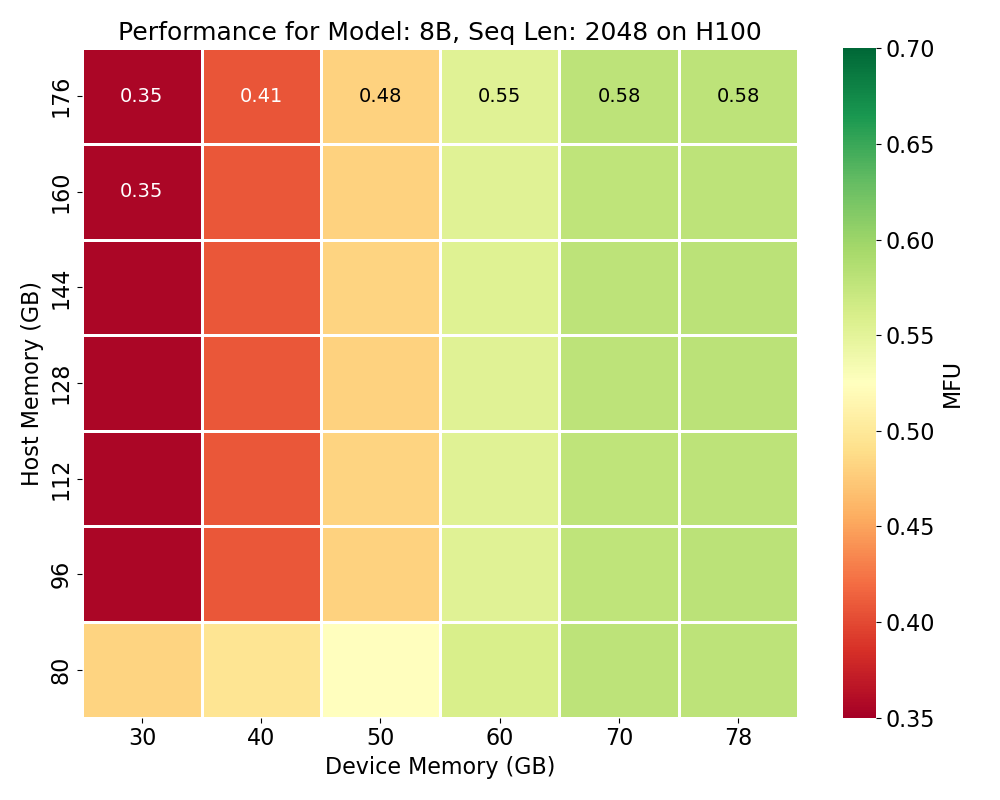 Performance for Model: 8B, Seq Len: 2048 on H100
176
0.35 0.41 0.48 0.55 0.58 0.58
160
0.35
144
128
112
96
80
Host Memory (GB)
30 40 50 60 70 78
Device Memory (GB)
0.70
0.65
0.60
0.55
0.50
0.45
0.40
0.35
MFU